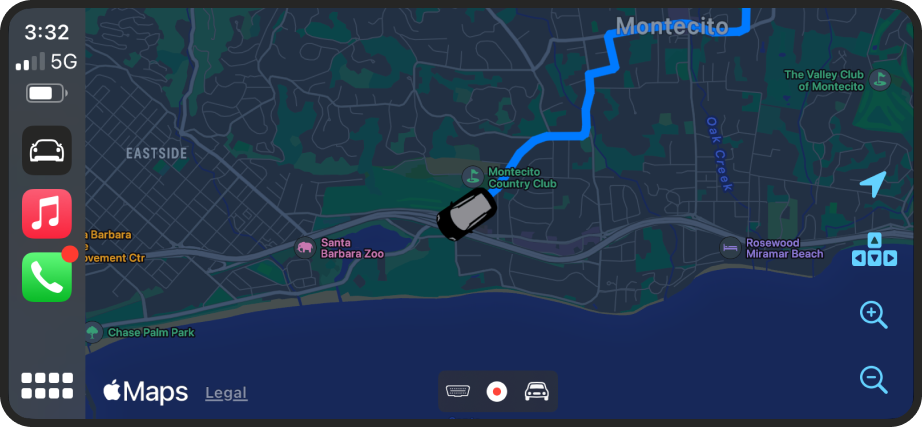 3:32
5G
Montecito
The Valley Club
of Montecito
EASTSIDE
Oak Creek
Montecito
Country Club
a Barbara
e
ovement Ctr
Santa
Barbara Zoo
Rosewood
Miramar Beach
Chase Palm Park
Maps
Legal